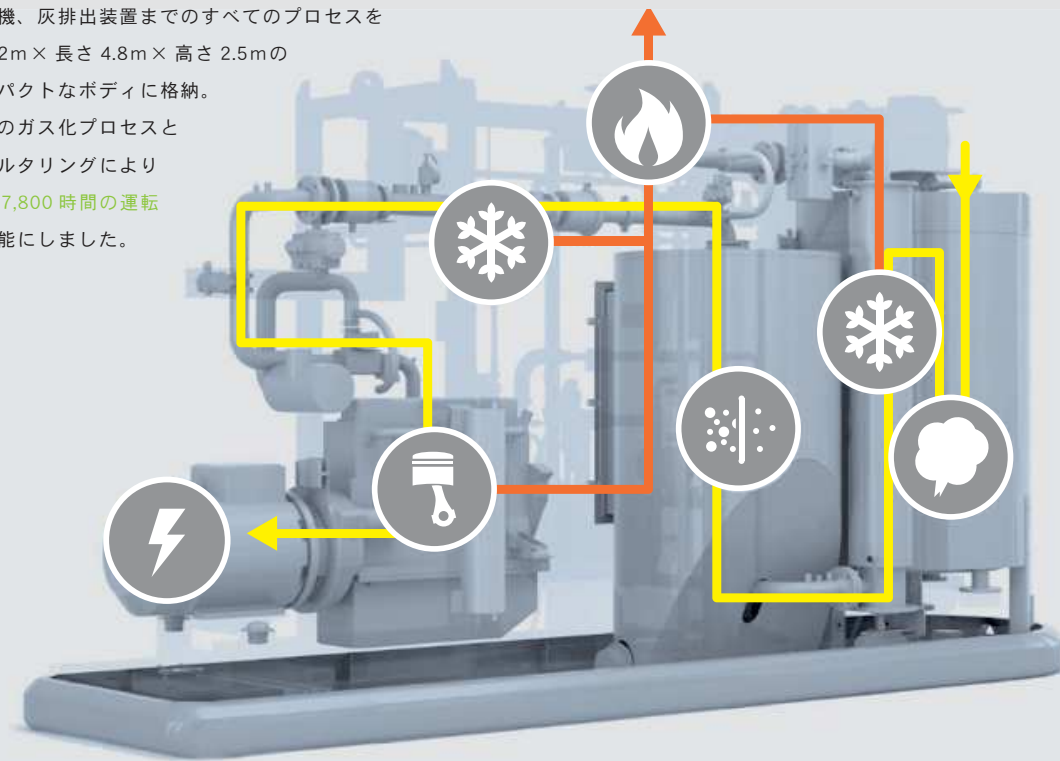 機、灰排出装置までのすべてのプロセスを
2m × 長さ 4.8m × 高さ 2.5mの
パクトなボディに格納。
のガス化プロセスと
ルタリングにより
7,800 時間の運転
能にしました。